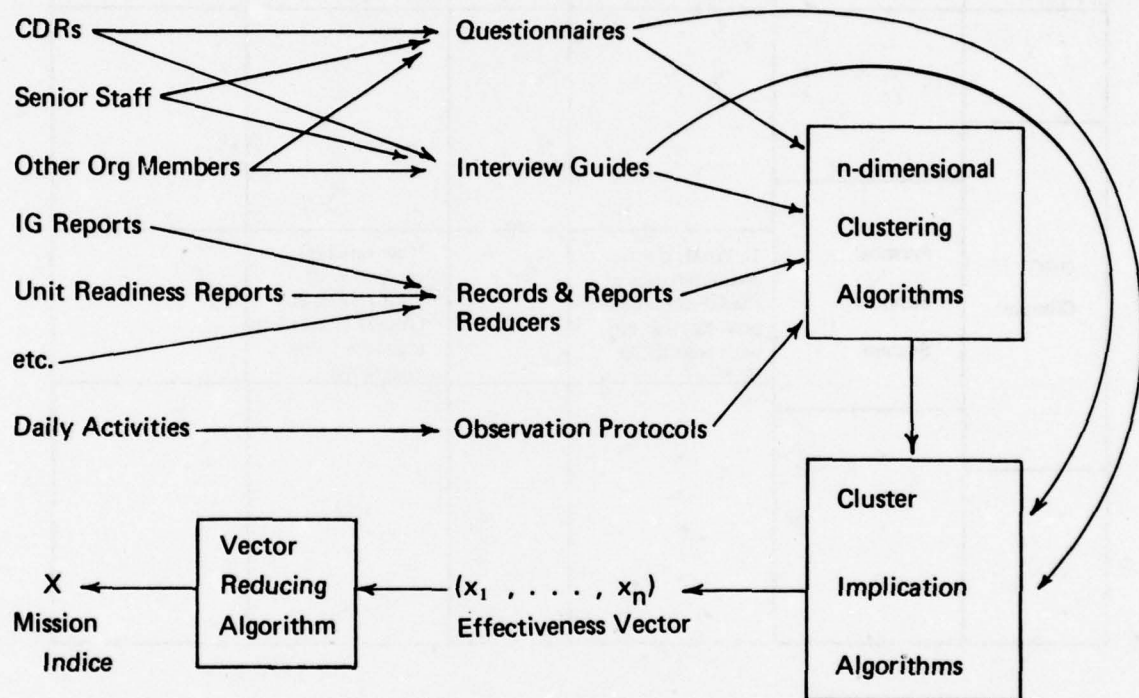 CDRs
Questionnaires
Senior Staff
Other Org Members
Interview Guides
n-dimensional
Clustering
Algorithms
IG Reports
Unit Readiness Reports
Records & Reports
Reducers
etc.
Daily Activities
Observation Protocols
Cluster
Implication
Algorithms
Vector
Reducing
Algorithm
(x₁ , . . . , xₙ)
Effectiveness Vector
X
Mission
Indice